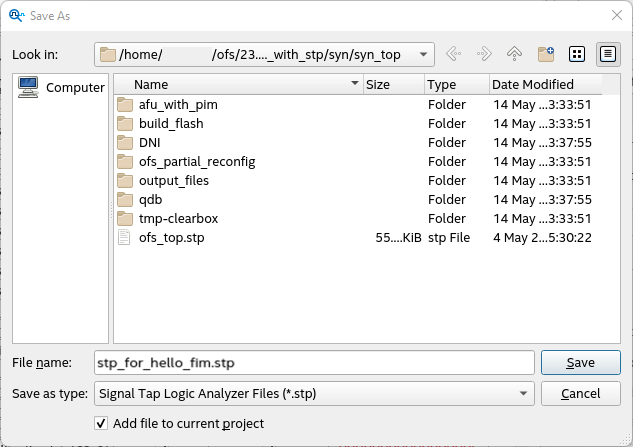 Save As
Look in: /home/ /ofs/23...._with_stp/syn/syn_top
Computer
Name Size Type Date Modified
afu_with_pim Folder 14 May ...3:33:51
build_flash Folder 14 May ...3:33:51
DNI Folder 14 May ...3:37:55
ofs_partial_reconfig Folder 14 May ...3:33:51
output_files Folder 14 May ...3:33:51
qdb Folder 14 May ...3:37:55
tmp-clearbox Folder 14 May ...3:33:51
ofs_top.stp 55....KiB stp File 4 May 2...5:30:22
File name: stp_for_hello_fim.stp Save
Save as type: Signal Tap Logic Analyzer Files (*.stp) Cancel
Add file to current project